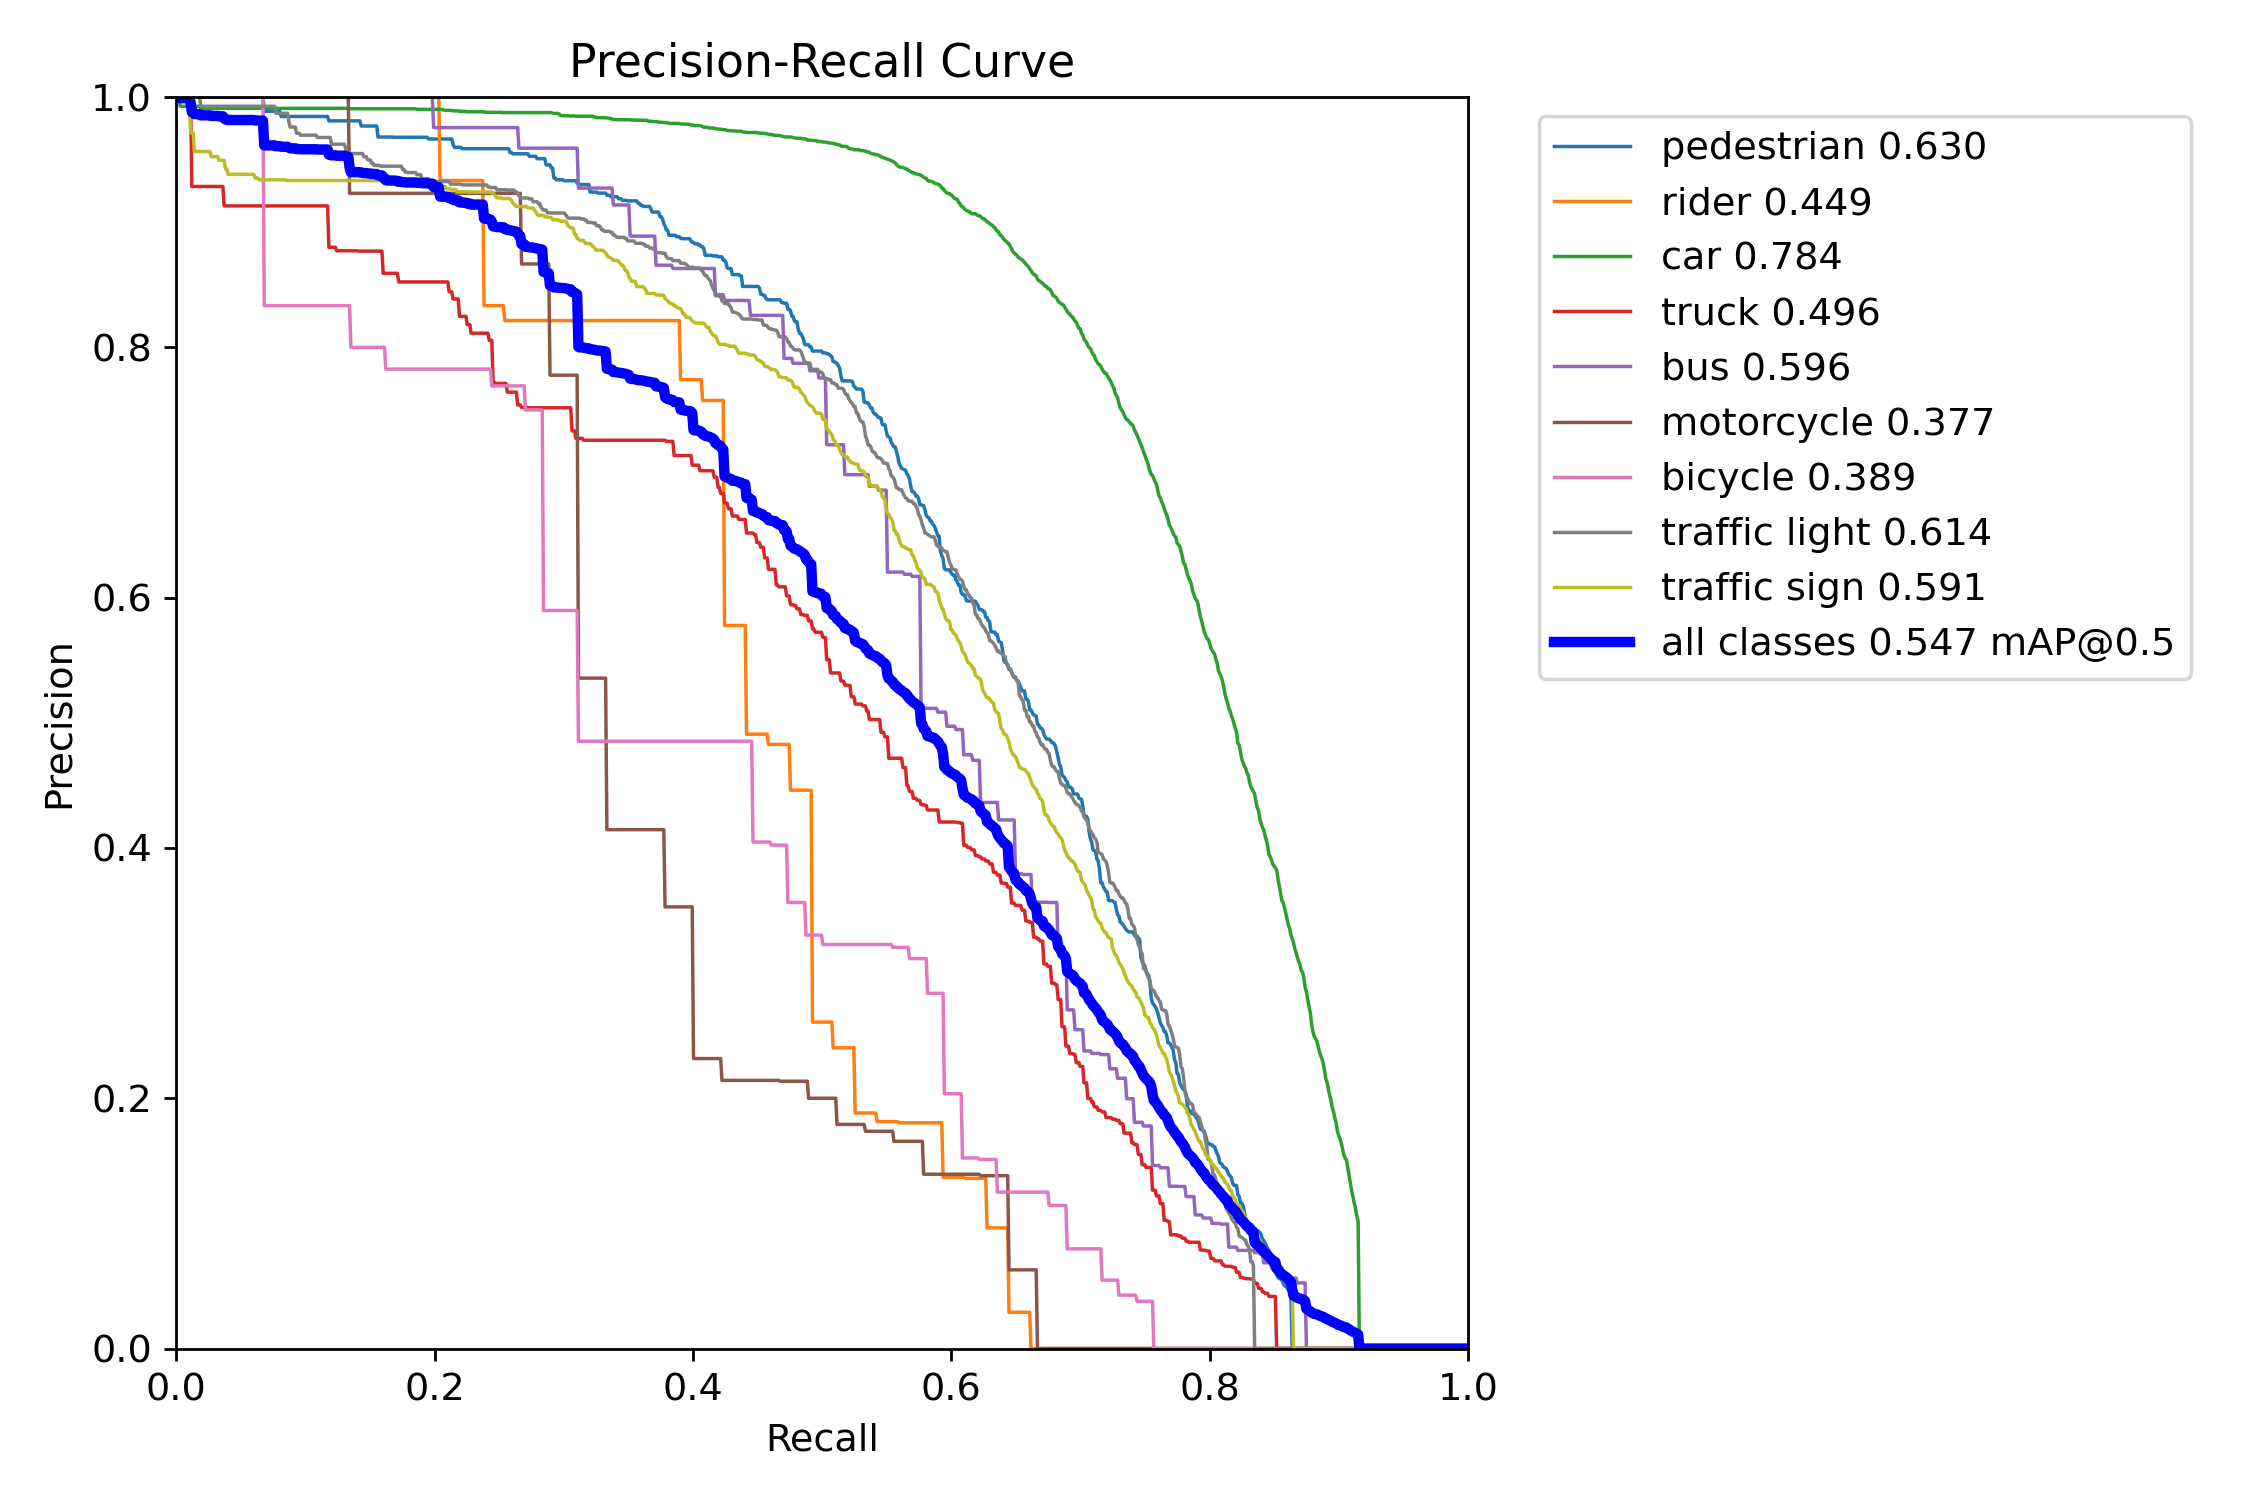 Precision-Recall Curve
1.0
0.8
0.6
0.4
0.2
0.0
Precision
0.0 0.2 0.4 0.6 0.8 1.0
Recall
pedestrian 0.630
rider 0.449
car 0.784
truck 0.496
bus 0.596
motorcycle 0.377
bicycle 0.389
traffic light 0.614
traffic sign 0.591
all classes 0.547 mAP@0.5